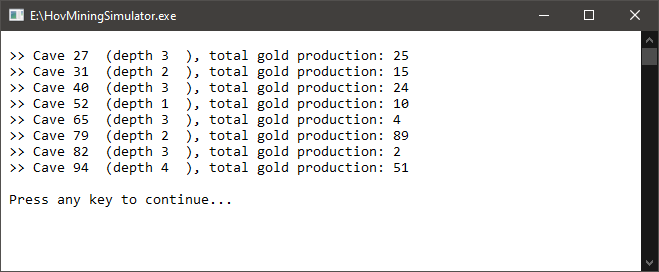 E:\HovMiningSimulator.exe
>> Cave 27  (depth 3  ), total gold production: 25
>> Cave 31  (depth 2  ), total gold production: 15
>> Cave 40  (depth 3  ), total gold production: 24
>> Cave 52  (depth 1  ), total gold production: 10
>> Cave 65  (depth 3  ), total gold production: 4
>> Cave 79  (depth 2  ), total gold production: 89
>> Cave 82  (depth 3  ), total gold production: 2
>> Cave 94  (depth 4  ), total gold production: 51
Press any key to continue...